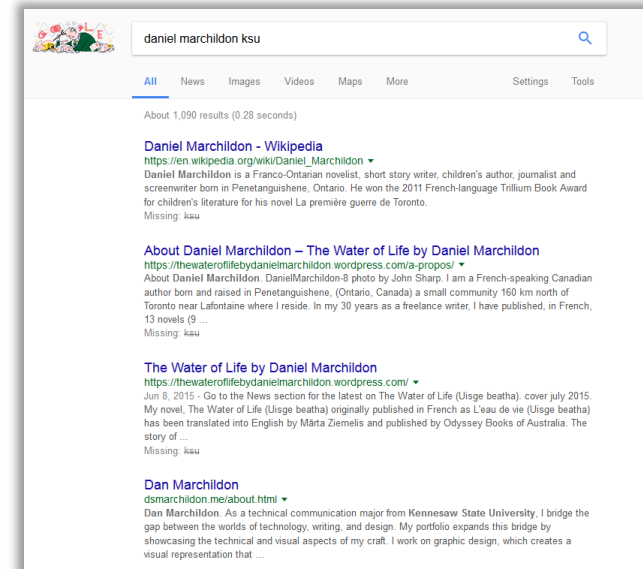 GOOGLE
daniel marchildon ksu
All News Images Videos Maps More Settings Tools
About 1,090 results (0.28 seconds)
Daniel Marchildon - Wikipedia
https://en.wikipedia.org/wiki/Daniel_Marchildon
Daniel Marchildon is a Franco-Ontarian novelist, short story writer, children's author, journalist and
screenwriter born in Penetanguishene, Ontario. He won the 2011 French-language Trillium Book Award
for children's literature for his novel La première guerre de Toronto.
Missing: ksu
About Daniel Marchildon – The Water of Life by Daniel Marchildon
https://thewateroflifebydanielmarchildon.wordpress.com/a-propos/
About Daniel Marchildon. DanielMarchildon-8 photo by John Sharp. I am a French-speaking Canadian
author born and raised in Penetanguishene, (Ontario, Canada) a small community 160 km north of
Toronto near Lafontaine where I reside. In my 30 years as a freelance writer, I have published, in French,
13 novels (9 ...
Missing: ksu
The Water of Life by Daniel Marchildon
https://thewateroflifebydanielmarchildon.wordpress.com/
Jun 8, 2015 - Go to the News section for the latest on The Water of Life (Uisge beatha). cover july 2015.
My novel, The Water of Life (Uisge beatha) originally published in French as L'eau de vie (Uisge beatha)
has been translated into English by Märta Ziemelis and published by Odyssey Books of Australia. The
story of ...
Missing: ksu
Dan Marchildon
dsmarchildon.me/about.html
Dan Marchildon. As a technical communication major from Kennesaw State University, I bridge the
gap between the worlds of technology, writing, and design. My portfolio expands this bridge by
showcasing the technical and visual aspects of my craft. I work on graphic design, which creates a
visual representation that ...